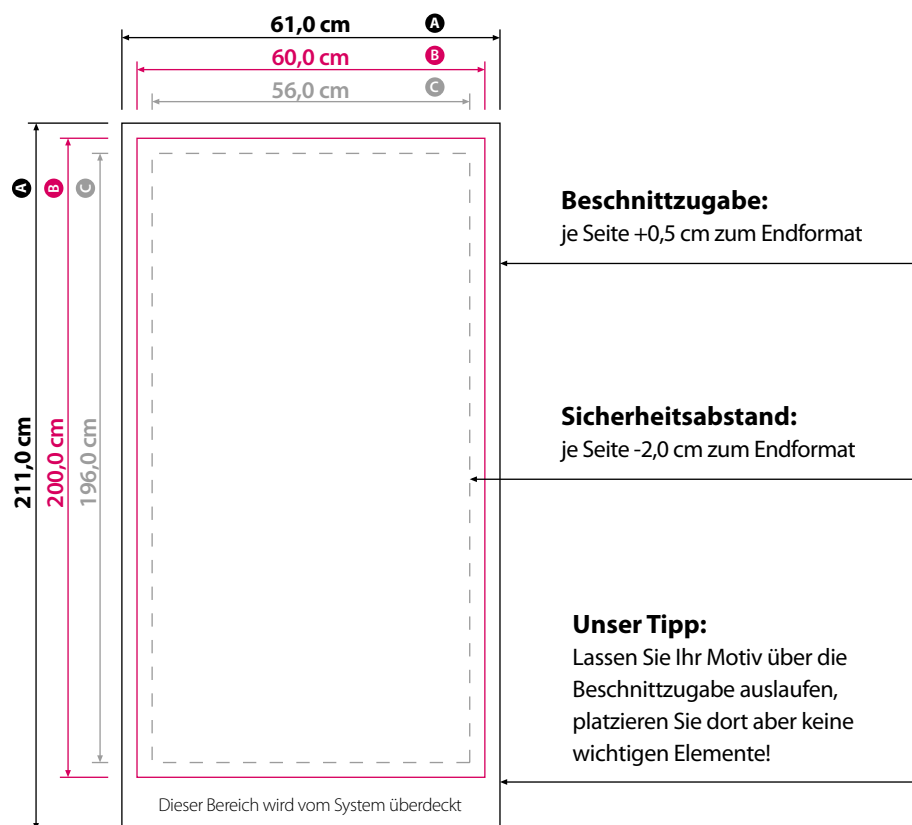 61,0 cm A
60,0 cm B
56,0 cm C
A B C
211,0 cm
200,0 cm
196,0 cm
Beschnittzugabe:
je Seite +0,5 cm zum Endformat
Sicherheitsabstand:
je Seite -2,0 cm zum Endformat
Unser Tipp:
Lassen Sie Ihr Motiv über die
Beschnittzugabe auslaufen,
platzieren Sie dort aber keine
wichtigen Elemente!
Dieser Bereich wird vom System überdeckt